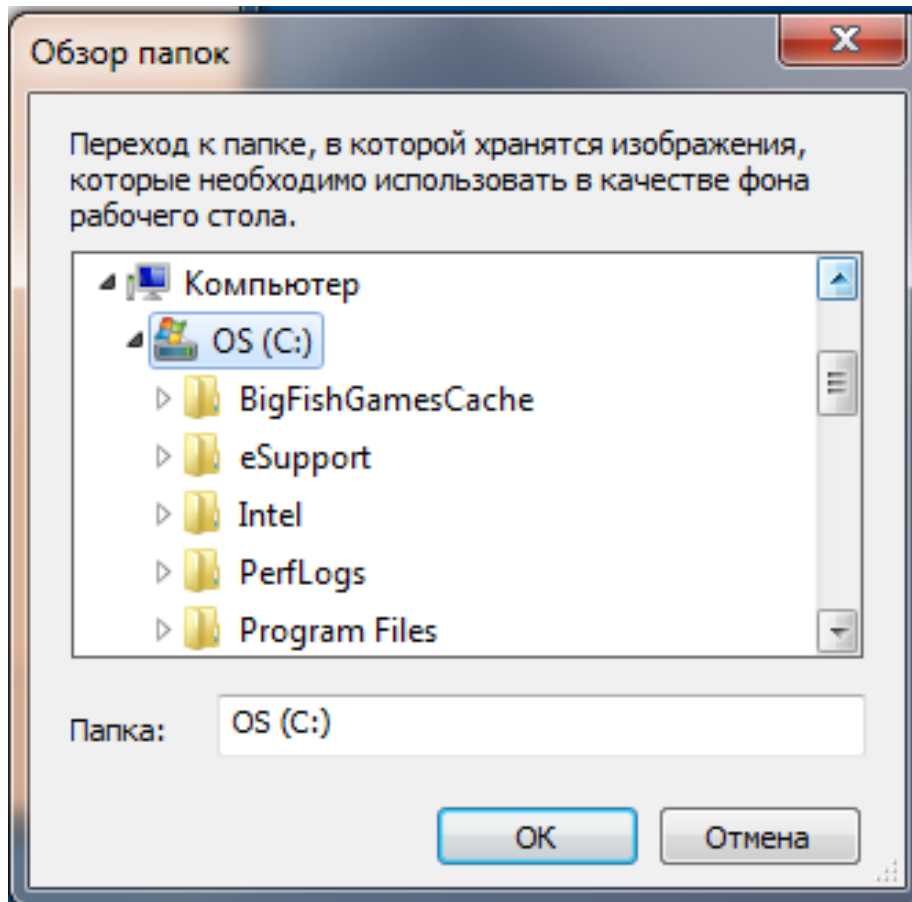 Обзор папок
Переход к папке, в которой хранятся изображения,
которые необходимо использовать в качестве фона
рабочего стола.
Компьютер
OS (C:)
BigFishGamesCache
eSupport
Intel
PerfLogs
Program Files
Папка: OS (C:)
ОК Отмена